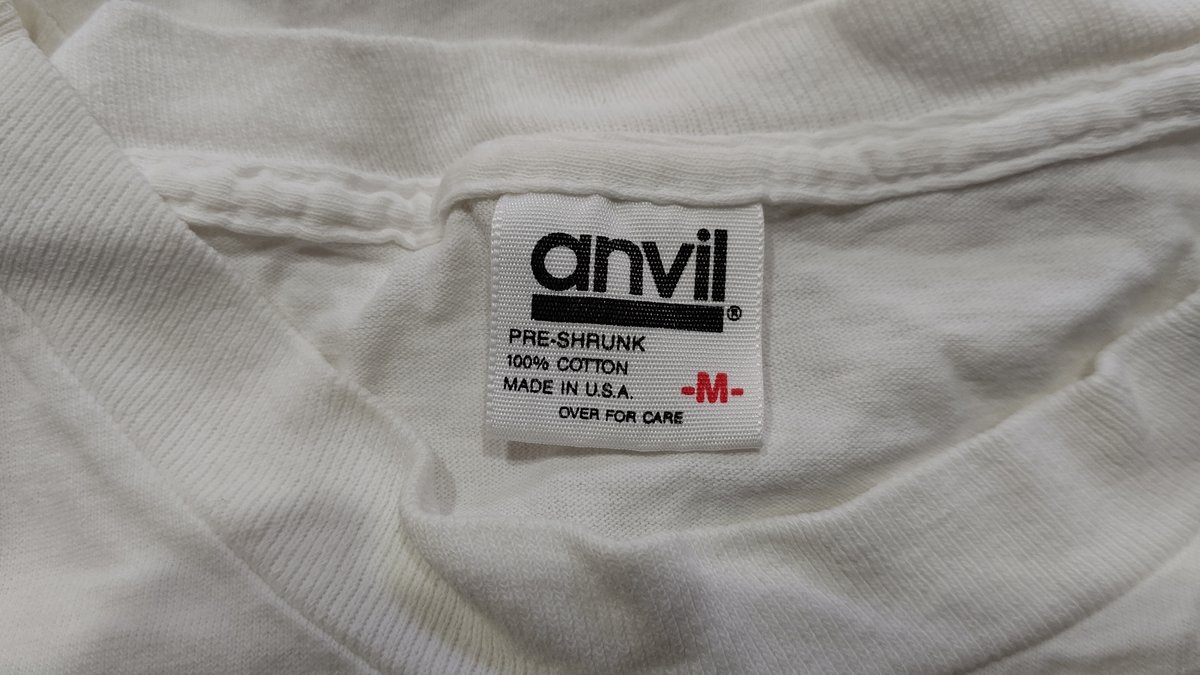 anvil®
PRE-SHRUNK
100% COTTON
MADE IN U.S.A. -M-
OVER FOR CARE